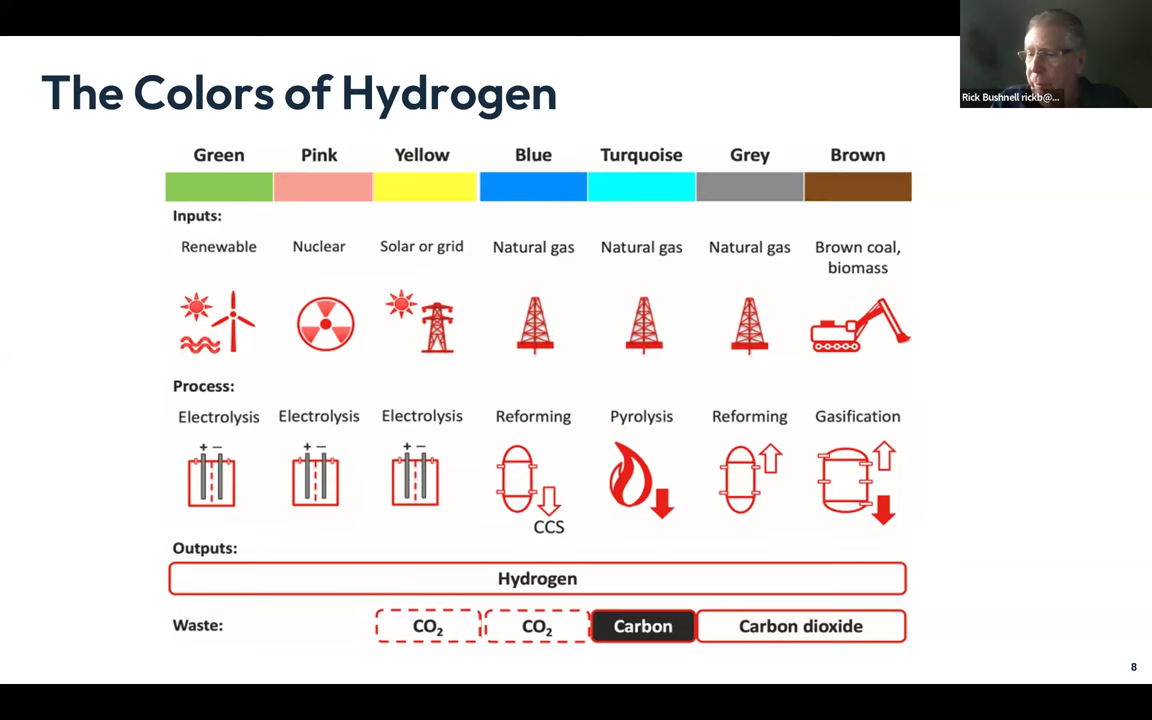 The Colors of Hydrogen
Rick Bushnell rickb@...
Green Pink Yellow Blue Turquoise Grey Brown
Inputs:
Renewable Nuclear Solar or grid Natural gas Natural gas Natural gas Brown coal,
biomass
Process:
Electrolysis Electrolysis Electrolysis Reforming Pyrolysis Reforming Gasification
+ − + − + −
CCS
Outputs:
Hydrogen
Waste: CO₂ CO₂ Carbon Carbon dioxide
8